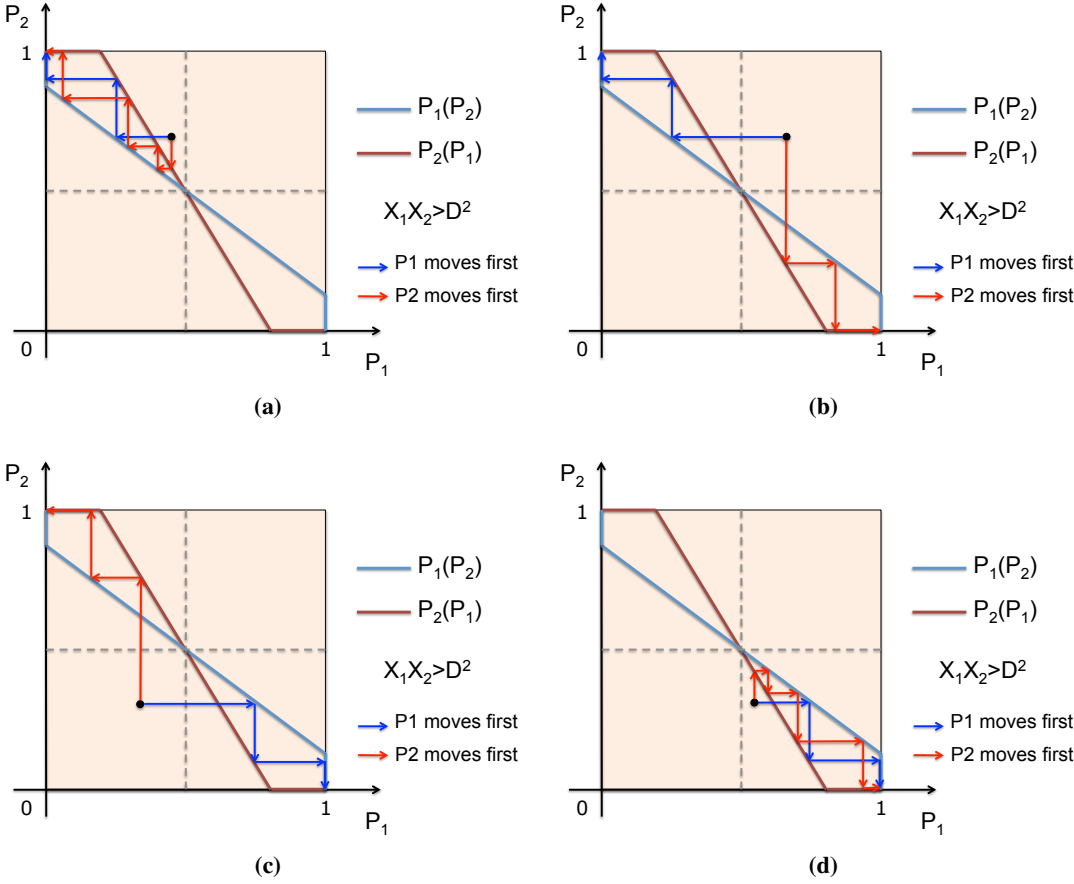 P₂
1
P₁(P₂)
P₂(P₁)
X₁X₂>D²
P1 moves first
P2 moves first
0
1
P₁
(a)
P₂
1
P₁(P₂)
P₂(P₁)
X₁X₂>D²
P1 moves first
P2 moves first
0
1
P₁
(b)
P₂
1
P₁(P₂)
P₂(P₁)
X₁X₂>D²
P1 moves first
P2 moves first
0
1
P₁
(c)
P₂
1
P₁(P₂)
P₂(P₁)
X₁X₂>D²
P1 moves first
P2 moves first
0
1
P₁
(d)